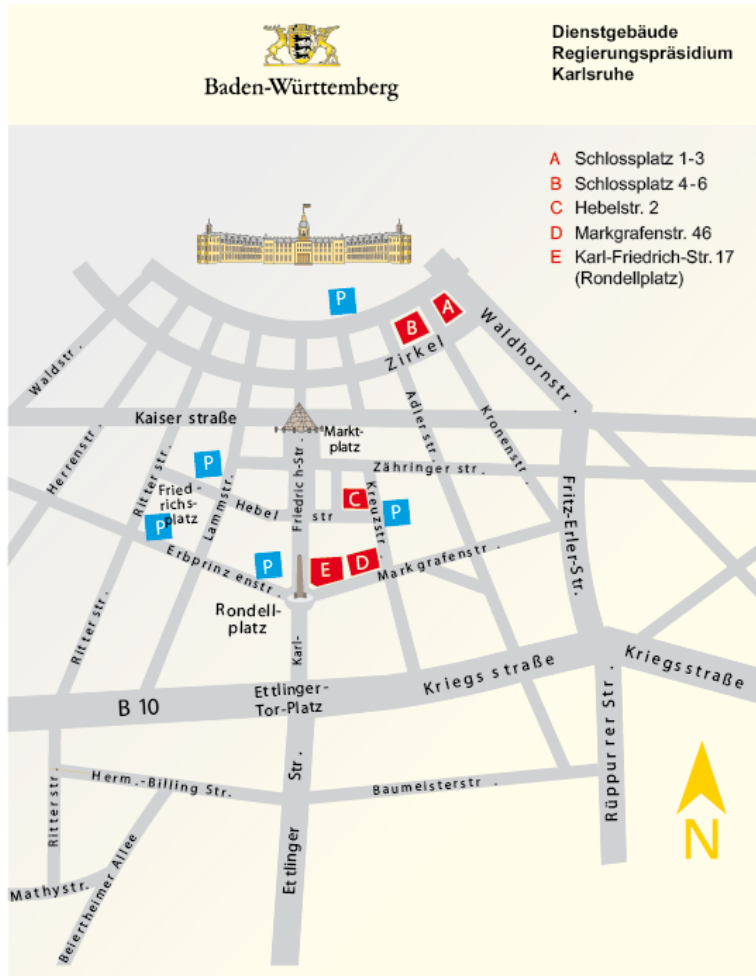 Baden-Württemberg
Dienstgebäude
Regierungspräsidium
Karlsruhe
A Schlossplatz 1-3
B Schlossplatz 4-6
C Hebelstr. 2
D Markgrafenstr. 46
E Karl-Friedrich-Str. 17
(Rondellplatz)
P
B
A
Zirkel
Waldhornstr.
Waldstr.
Kaiser straße
Markt-
platz
Adlerstr.
Kronenstr.
Herrenstr.
Ritterstr.
P
Lammstr.
Friedrich-Str.
Zähringer str.
Fritz-Erler-Str.
Fried-
richs-
platz
P
Hebel str
C
Kreuzstr.
P
Erbprinzenstr.
P
E
D
Markgrafenstr.
Rondell-
platz
Karl-
Ritterstr.
B 10
Ettlinger-
Tor-Platz
Kriegs straße
Kriegsstraße
Rüppurrer Str.
Ritterstr.
Herm.-Billing Str.
Baumeisterstr.
Ettlinger Str.
Mathystr.
Beiertheimer Allee
N